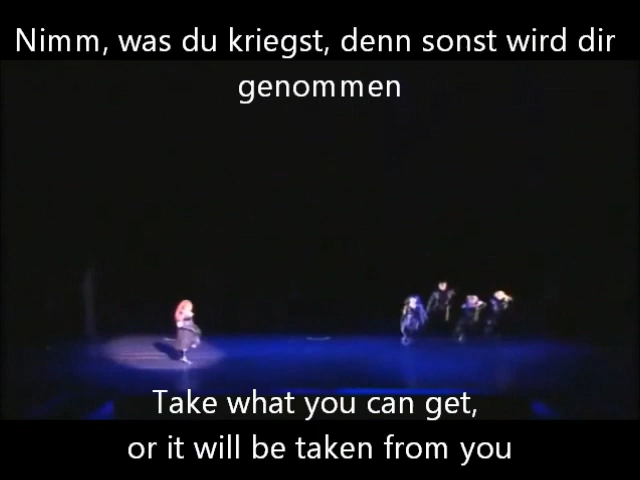 Nimm, was du kriegst, denn sonst wird dir
genommen
Take what you can get,
or it will be taken from you